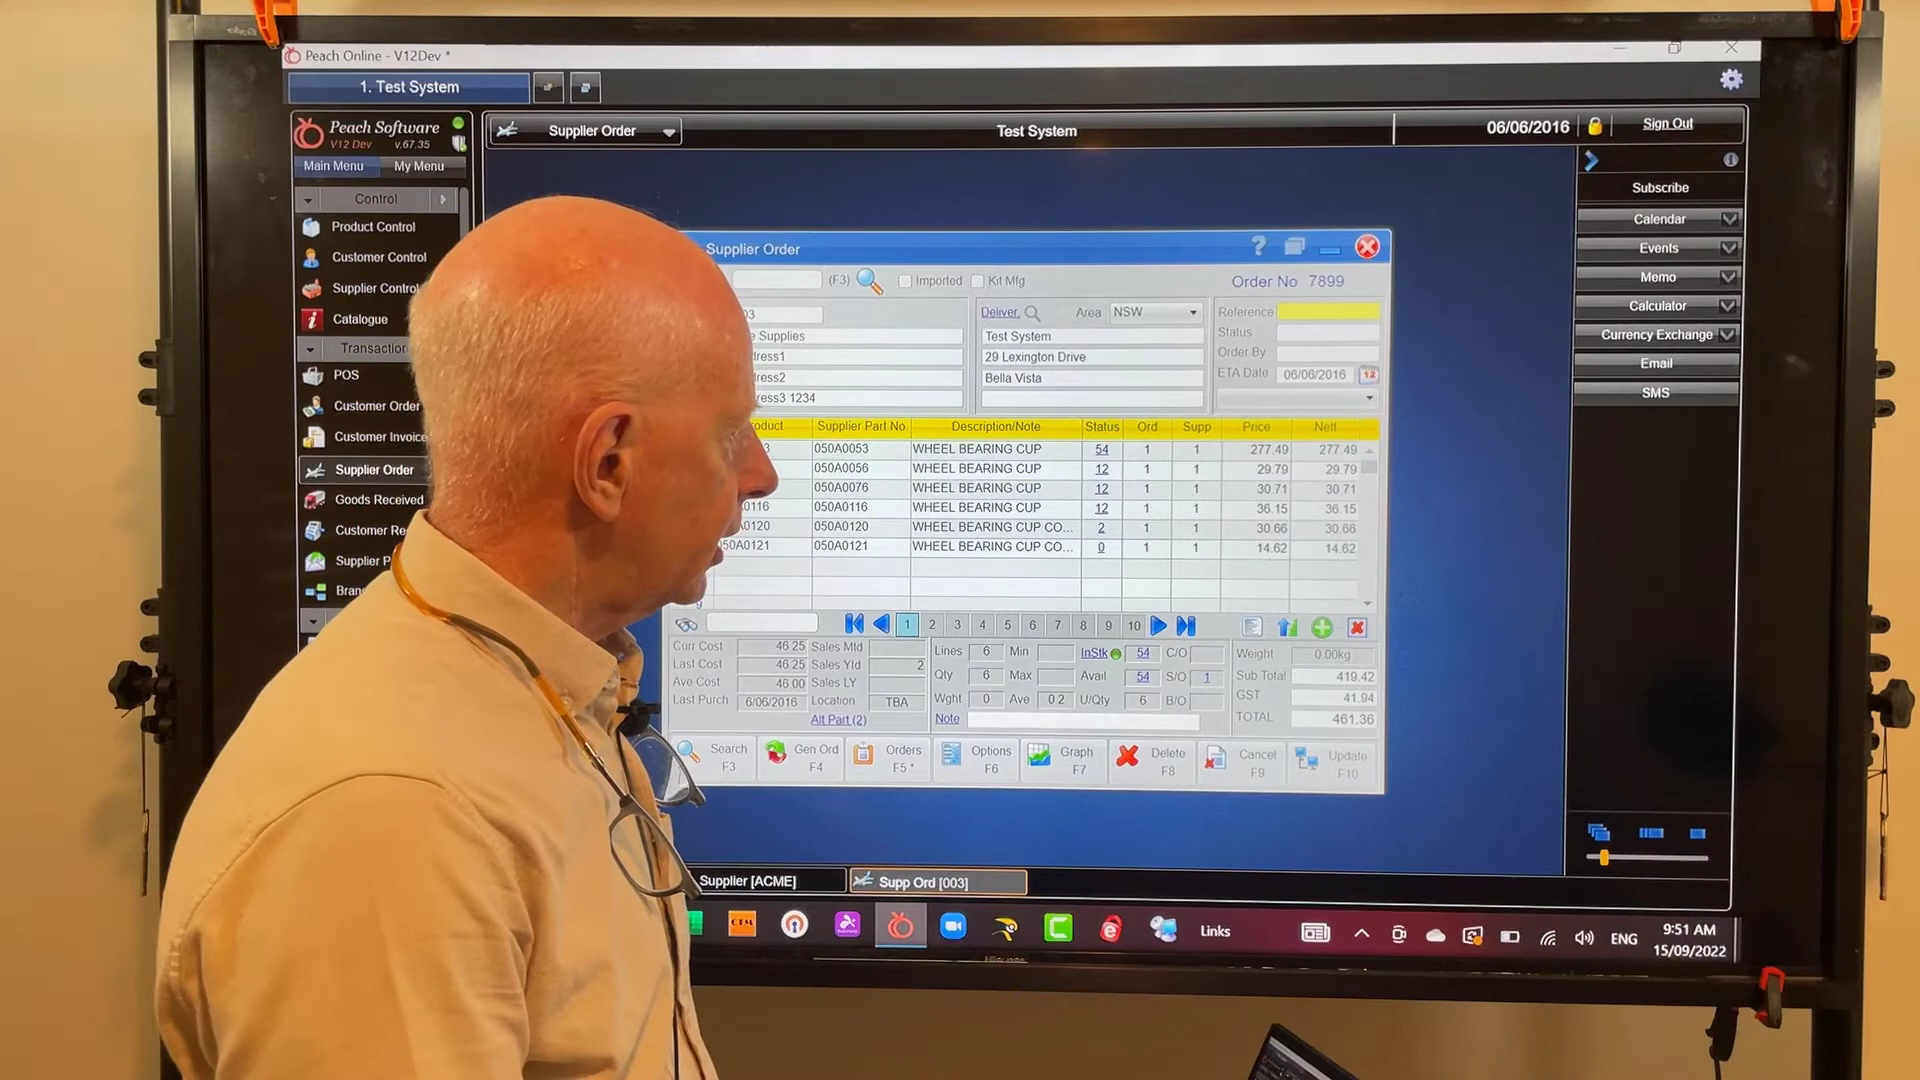 Peach Online - V12Dev *
1. Test System
Peach Software
V12 Dev v.67.35
Main Menu My Menu
Control
Product Control
Customer Control
Supplier Control
Catalogue
POS
Customer Order
Customer Invoice
Supplier Order
Goods Received
Supplier Order
Test System
06/06/2016
Sign Out
Supplier Order
(F3)
Imported
Kit Mfg
Order No 7899
Deliver.
Area
NSW
Supplies
Test System
29 Lexington Drive
Bella Vista
1234
Reference
Status
Order By
ETA Date 06/06/2016 12
Supplier Part No Description/Note Status Ord Supp Price Nett
050A0053 WHEEL BEARING CUP 54 1 1 277.49 277.49
050A0056 WHEEL BEARING CUP 12 1 1 29.79 29.79
050A0076 WHEEL BEARING CUP 12 1 1 30.71 30.71
050A0116 WHEEL BEARING CUP 12 1 1 36.15 36.15
050A0120 WHEEL BEARING CUP CO... 2 1 1 30.66 30.66
050A0121 050A0121 WHEEL BEARING CUP CO... 0 1 1 14.62 14.62
9
1 2 3 4 5 6 7 8 9 10
Curr Cost 46.25 Sales Mtd
Last Cost 46.25 Sales Ytd 2
Ave Cost 46.00 Sales LY
Last Purch 6/06/2016 Location TBA
Alt Part (2)
Lines 6 Min InStk 54 C/O
Qty 6 Max Avail 54 S/O 1
Wght 0 Ave 0.2 U/Qty 6 B/O
Note
Weight 0.00kg
Sub Total 419.42
GST 41.94
TOTAL 461.36
Search F3
Gen Ord F4
Orders F5 *
Options F6
Graph F7
Delete F8
Cancel F9
Update F10
Subscribe
Calendar
Events
Memo
Calculator
Currency Exchange
Email
SMS
Supplier [ACME]
Supp Ord [003]
Links
ENG
9:51 AM
15/09/2022